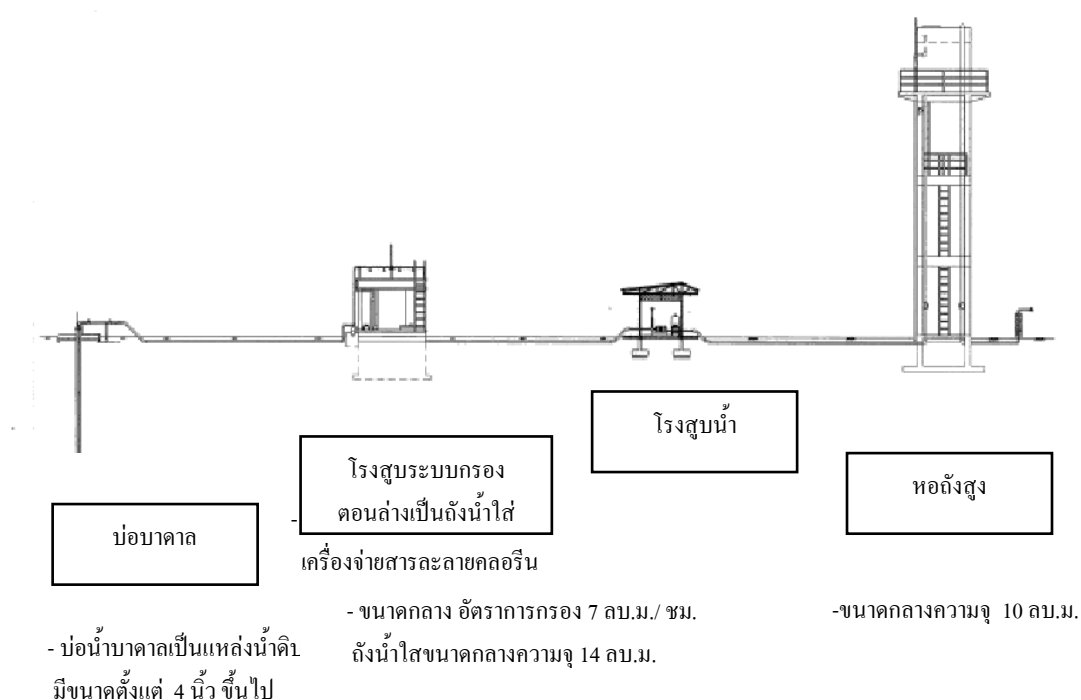 โรงสูบน้ำ
โรงสูบระบบกรอง
ตอนล่างเป็นถังน้ำใส่
หอถังสูง
บ่อบาดาล
-
เครื่องจ่ายสารละลายคลอรีน
- ขนาดกลาง อัตราการกรอง 7 ลบ.ม./ ชม.
ถังน้ำใสขนาดกลางความจุ 14 ลบ.ม.
-ขนาดกลางความจุ 10 ลบ.ม.
- บ่อน้ำบาดาลเป็นแหล่งน้ำดิบ
มีขนาดตั้งแต่ 4 นิ้ว ขึ้นไป